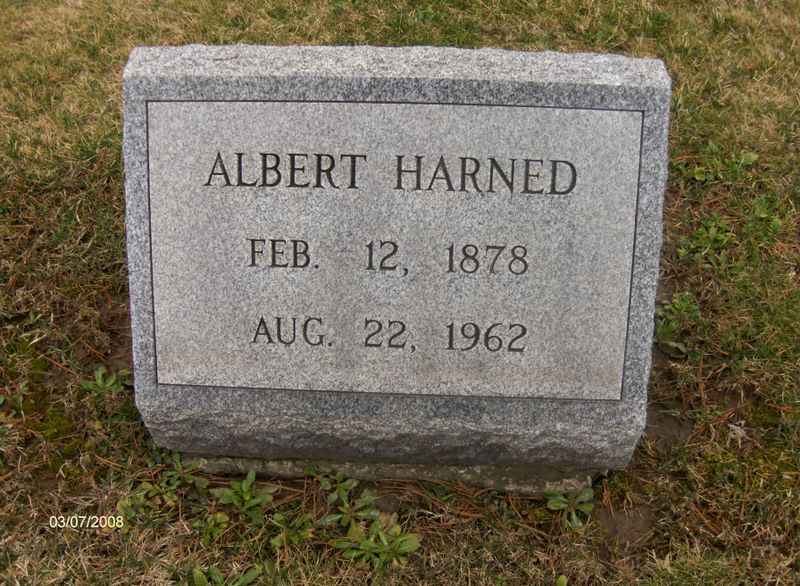 ALBERT HARNED
FEB. 12, 1878
AUG. 22, 1962
03/07/2008